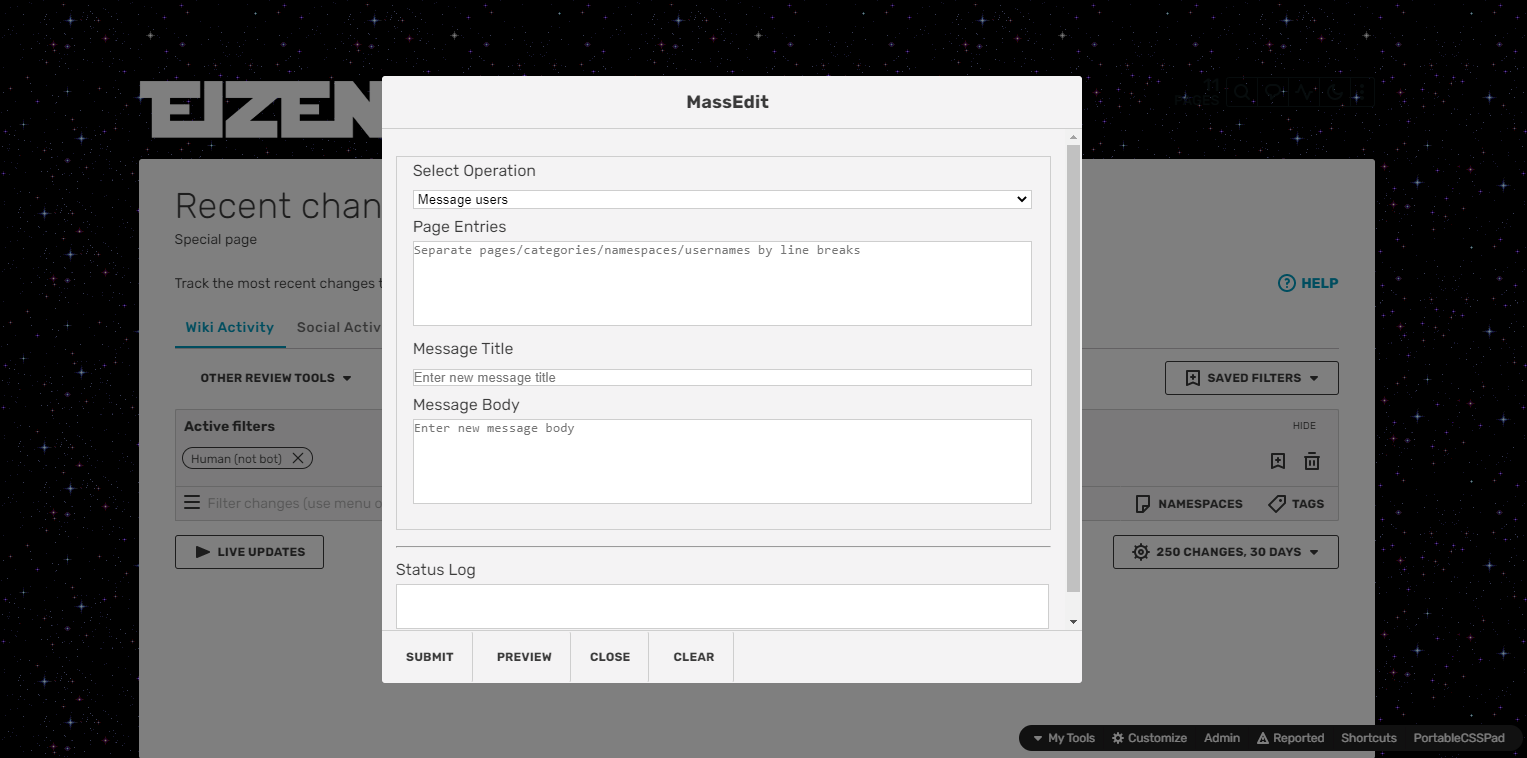 EIZEN
MassEdit
Select Operation
Message users
Page Entries
Separate pages/categories/namespaces/usernames by line breaks
Message Title
Enter new message title
Message Body
Enter new message body
Status Log
SUBMIT
PREVIEW
CLOSE
CLEAR
Recent chan
Special page
Track the most recent changes t
HELP
Wiki Activity
Social Activ
OTHER REVIEW TOOLS
SAVED FILTERS
Active filters
HIDE
Human (not bot)
Filter changes (use menu o
NAMESPACES
TAGS
LIVE UPDATES
250 CHANGES, 30 DAYS
My Tools
Customize
Admin
Reported
Shortcuts
PortableCSSPad